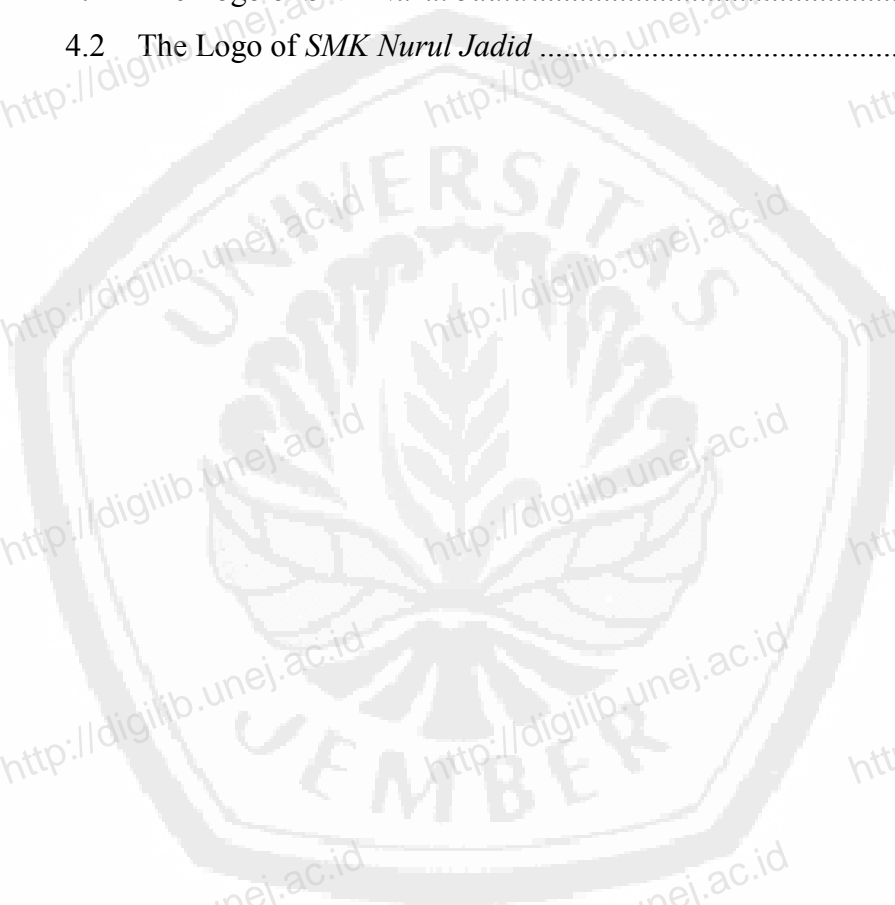 4.2 The Logo of SMK Nurul Jadid ................................................
http://digilib.unej.ac.id
http://digilib.unej.ac.id
UNIVERSITAS
http://digilib.unej.ac.id
http://digilib.unej.ac.id
http://digilib.unej.ac.id
http://digilib.unej.ac.id
http://digilib.unej.ac.id
http://digilib.unej.ac.id
JEMBER